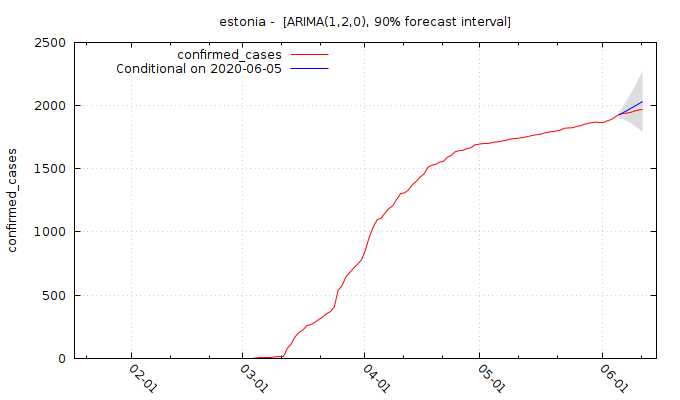 estonia - [ARIMA(1,2,0), 90% forecast interval]
confirmed_cases
Conditional on 2020-06-05
confirmed_cases
2500
2000
1500
1000
500
0
02-01
03-01
04-01
05-01
06-01